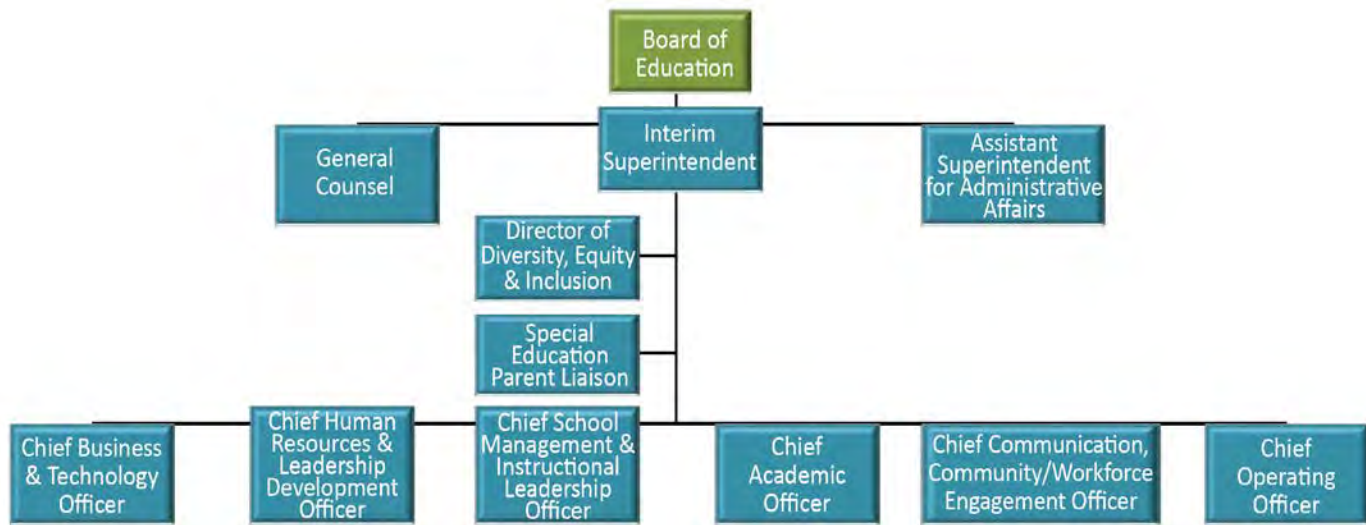 Board of
Education
Interim
Superintendent
General
Counsel
Assistant
Superintendent
for Administrative
Affairs
Director of
Diversity, Equity
& Inclusion
Special
Education
Parent Liaison
Chief Business
& Technology
Officer
Chief Human
Resources &
Leadership
Development
Officer
Chief School
Management &
Instructional
Leadership
Officer
Chief
Academic
Officer
Chief Communication,
Community/Workforce
Engagement Officer
Chief
Operating
Officer